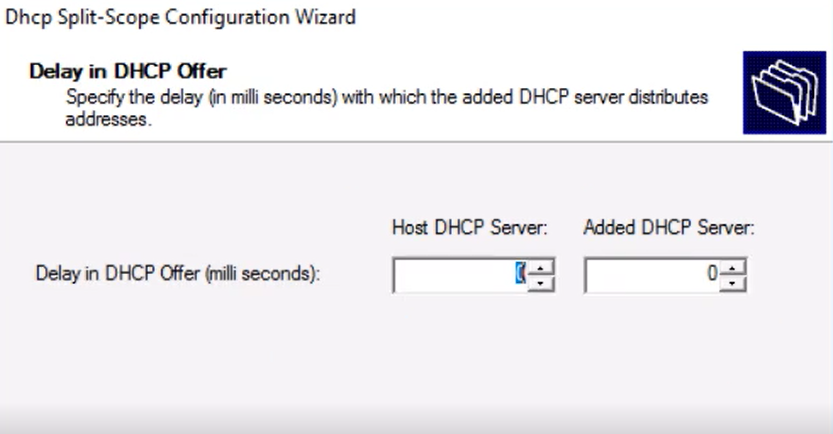 Dhcp Split-Scope Configuration Wizard
Delay in DHCP Offer
Specify the delay (in milli seconds) with which the added DHCP server distributes
addresses.
Host DHCP Server: Added DHCP Server:
Delay in DHCP Offer (milli seconds): 0